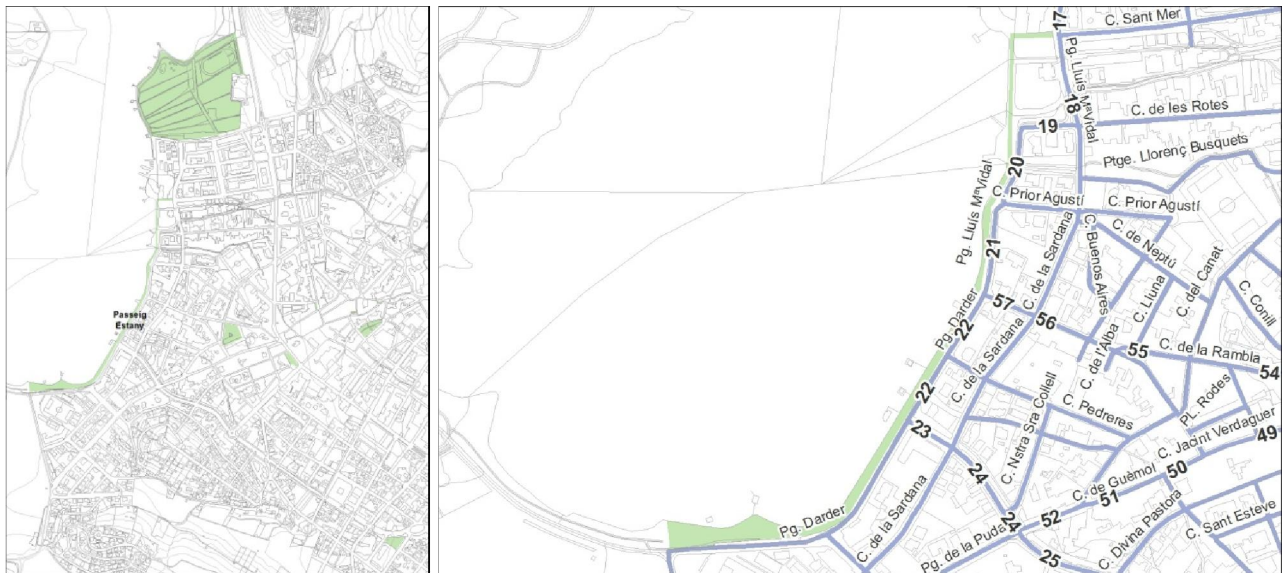 Passeig
Estany
17
C. Sant Mer
Pg. Lluís MªVidal
18
C. de les Rotes
19
Ptge. Llorenç Busquets
20
Pg. Lluís MªVidal
C. Prior Agustí
C. Prior Agustí
21
C. de la Sardana
C. Buenos Aires
C. de Neptú
C. del Canat
C. Lluna
C. Conill
57
Pg. Darder
22
C. de la Sardana
56
C. de l'Alba
55
C. de la Rambla
54
22
C. Pedreres
PL. Rodes
23
C. Nstra Sra Collell
C. Jacint Verdaguer
49
24
C. de Guèmol
50
51
Pg. Darder
C. de la Sardana
24
52
Pg. de la Puda
C. Divina Pastora
C. Sant Esteve
25